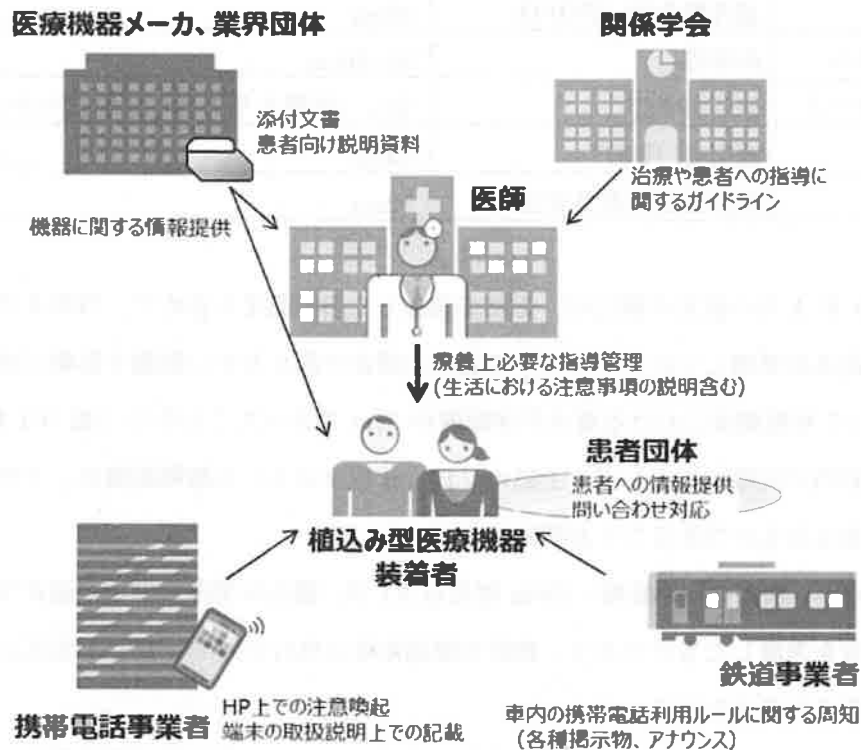 医療機器メーカ、業界団体
関係学会
添付文書
患者向け説明資料
医師
治療や患者への指導に
関するガイドライン
機器に関する情報提供
療養上必要な指導管理
(生活における注意事項の説明含む)
患者団体
患者への情報提供
問い合わせ対応
植込み型医療機器
装着者
鉄道事業者
携帯電話事業者
HP上での注意喚起
端末の取扱説明上での記載
車内の携帯電話利用ルールに関する周知
(各種掲示物、アナウンス)